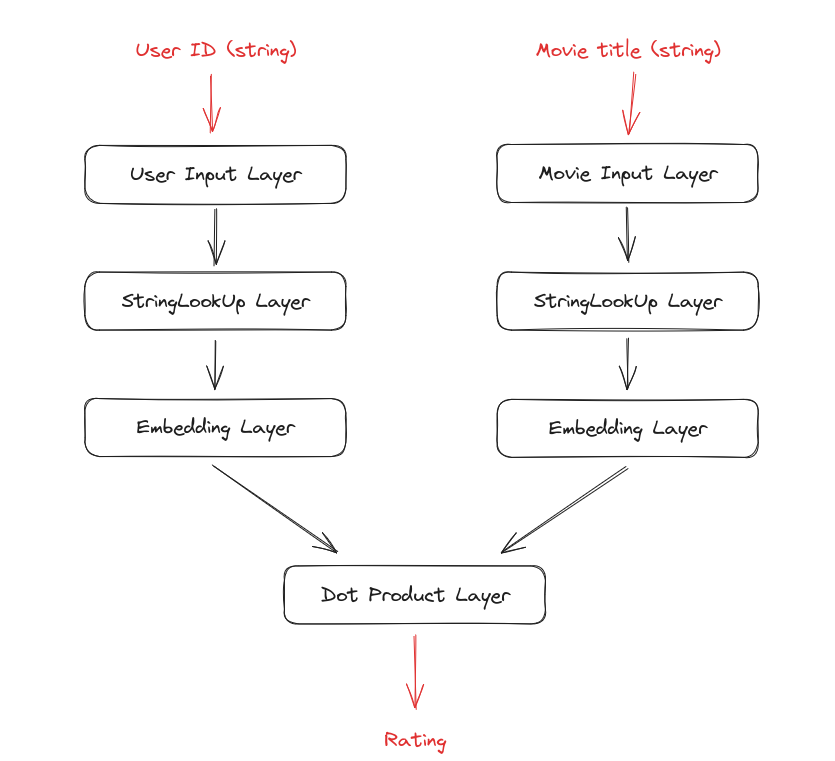 User ID (string)
Movie title (string)
User Input Layer
Movie Input Layer
StringLookUp Layer
StringLookUp Layer
Embedding Layer
Embedding Layer
Dot Product Layer
Rating